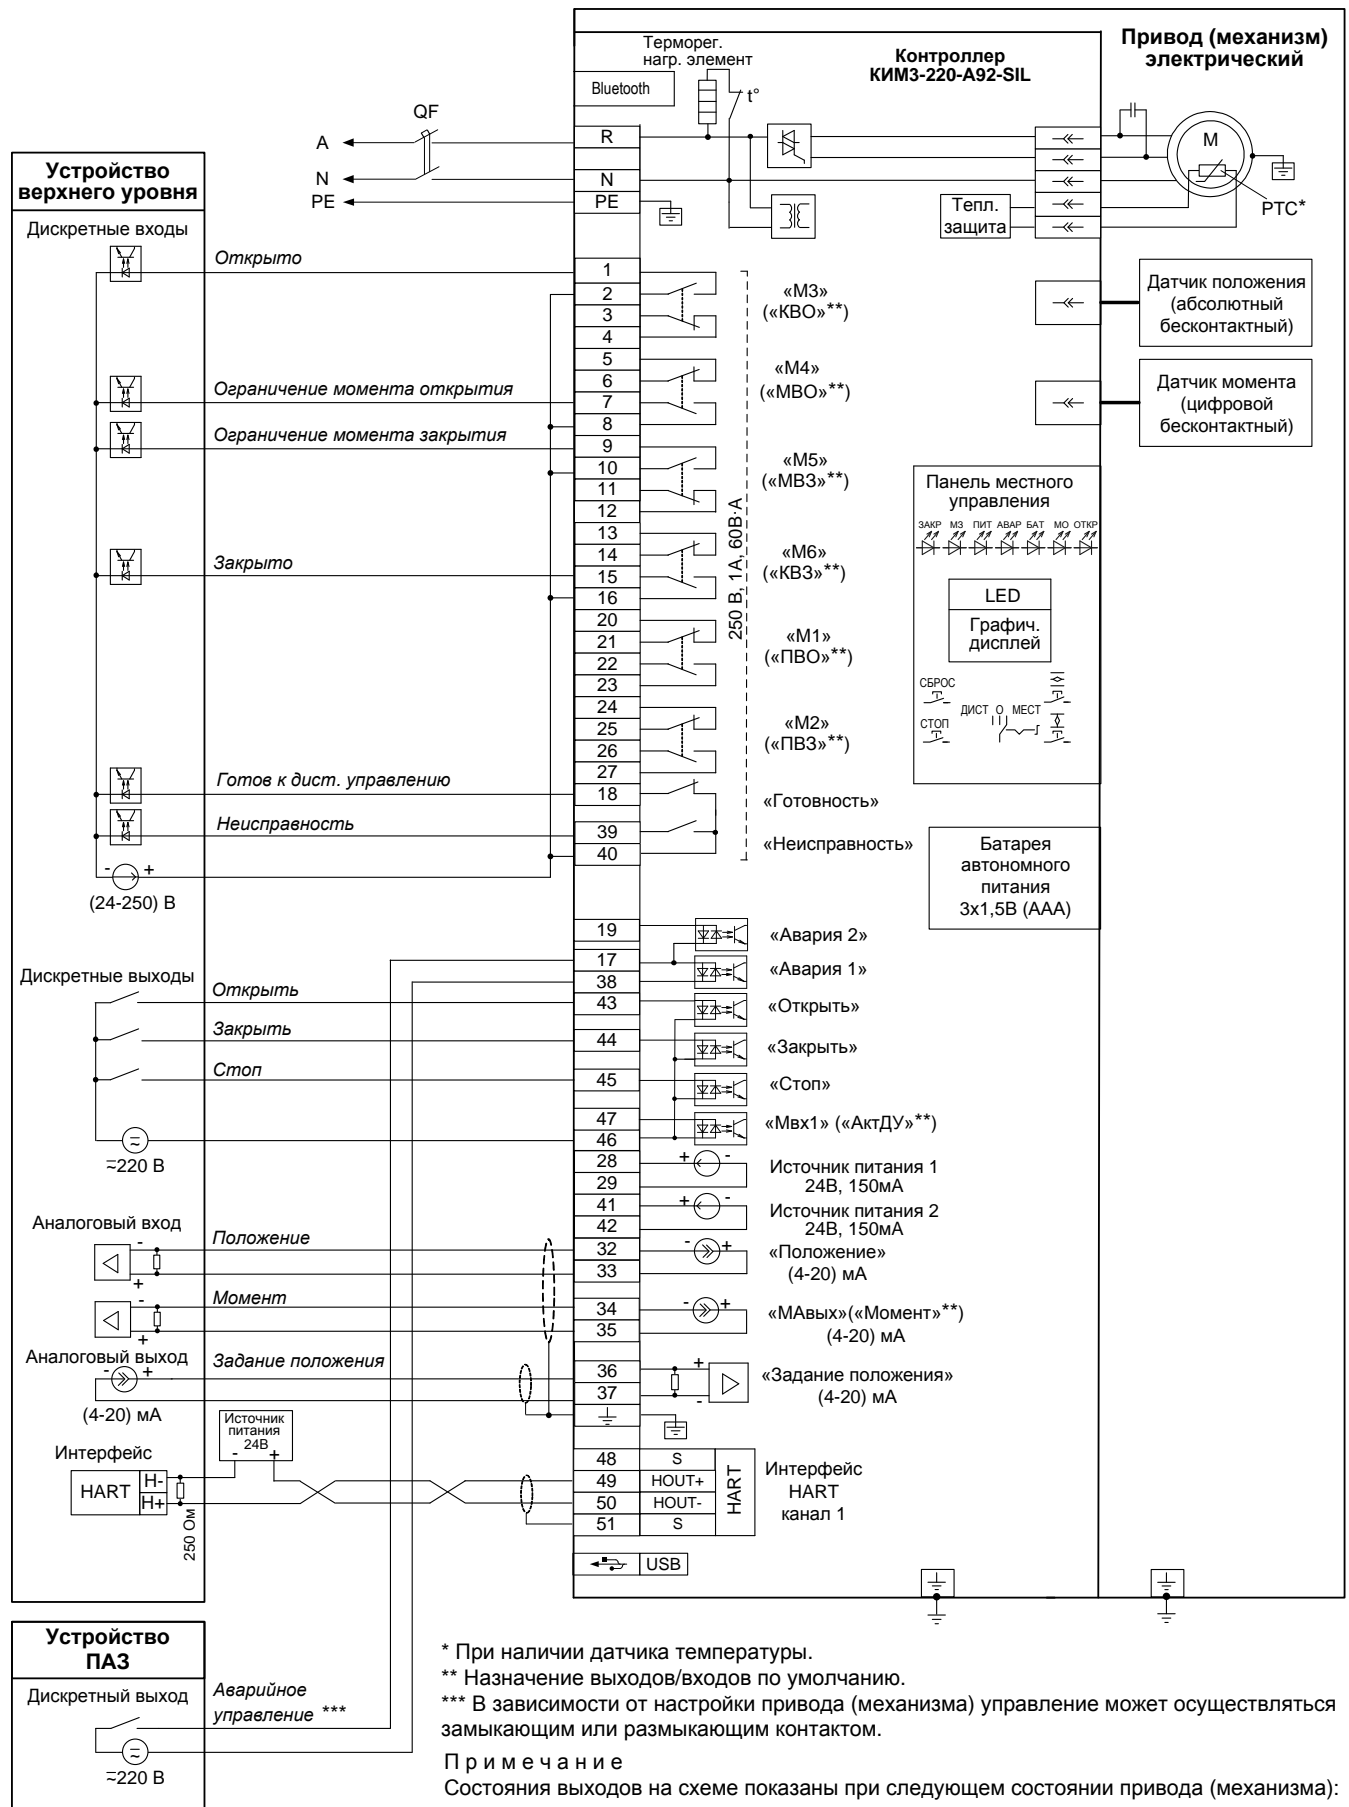 Терморег.
нагр. элемент
Контроллер
КИМ3-220-А92-SIL
Привод (механизм)
электрический
Bluetooth
t°
QF
A
R
N
N
PE
PE
M
PTC*
Тепл.
защита
Устройство
верхнего уровня
Дискретные входы
Открыто
1
2
3
4
«М3»
(«КВО»**)
Датчик положения
(абсолютный
бесконтактный)
Ограничение момента открытия
5
6
7
8
«М4»
(«МВО»**)
Датчик момента
(цифровой
бесконтактный)
Ограничение момента закрытия
9
10
11
12
«М5»
(«МВЗ»**)
250 В, 1А, 60В·А
Панель местного
управления
ЗАКР МЗ ПИТ АВАР БАТ МО ОТКР
Закрыто
13
14
15
16
«М6»
(«КВЗ»**)
LED
Графич.
дисплей
20
21
22
23
«М1»
(«ПВО»**)
СБРОС
СТОП
ДИСТ О МЕСТ
24
25
26
27
«М2»
(«ПВЗ»**)
Готов к дист. управлению
18
«Готовность»
Неисправность
39
40
«Неисправность»
- +
(24-250) В
Батарея
автономного
питания
3х1,5В (ААА)
19
«Авария 2»
17
38
«Авария 1»
Дискретные выходы
Открыть
43
«Открыть»
Закрыть
44
«Закрыть»
Стоп
45
«Стоп»
47
46
«Мвх1» («АктДУ»**)
≂220 В
28
29
+ -
Источник питания 1
24В, 150мА
41
42
+ -
Источник питания 2
24В, 150мА
Аналоговый вход
-
+
Положение
32
33
- +
«Положение»
(4-20) мА
-
+
Момент
34
35
- +
«МАвых»(«Момент»**)
(4-20) мА
Аналоговый выход
- +
(4-20) мА
Задание положения
36
37
+
-
«Задание положения»
(4-20) мА
Источник
питания
24В
- +
Интерфейс
HART
H-
H+
250 Ом
48 S
49 HOUT+
50 HOUT-
51 S
HART
Интерфейс
HART
канал 1
USB
Устройство
ПАЗ
Дискретный выход
Аварийное
управление ***
≂220 В
* При наличии датчика температуры.
** Назначение выходов/входов по умолчанию.
*** В зависимости от настройки привода (механизма) управление может осуществляться
замыкающим или размыкающим контактом.
Примечание
Состояния выходов на схеме показаны при следующем состоянии привода (механизма):